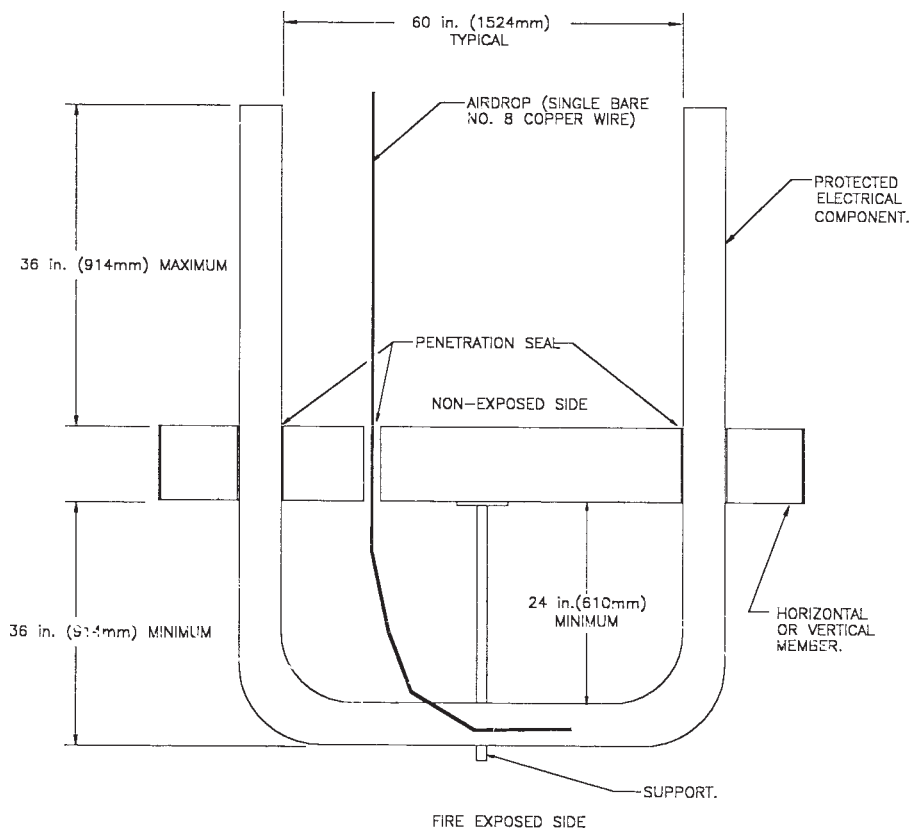 60 in. (1524mm)
TYPICAL
AIRDROP (SINGLE BARE
NO. 8 COPPER WIRE)
PROTECTED
ELECTRICAL
COMPONENT.
36 in. (914mm) MAXIMUM
PENETRATION SEAL
NON-EXPOSED SIDE
24 in.(610mm)
MINIMUM
36 in. (914mm) MINIMUM
HORIZONTAL
OR VERTICAL
MEMBER.
SUPPORT.
FIRE EXPOSED SIDE